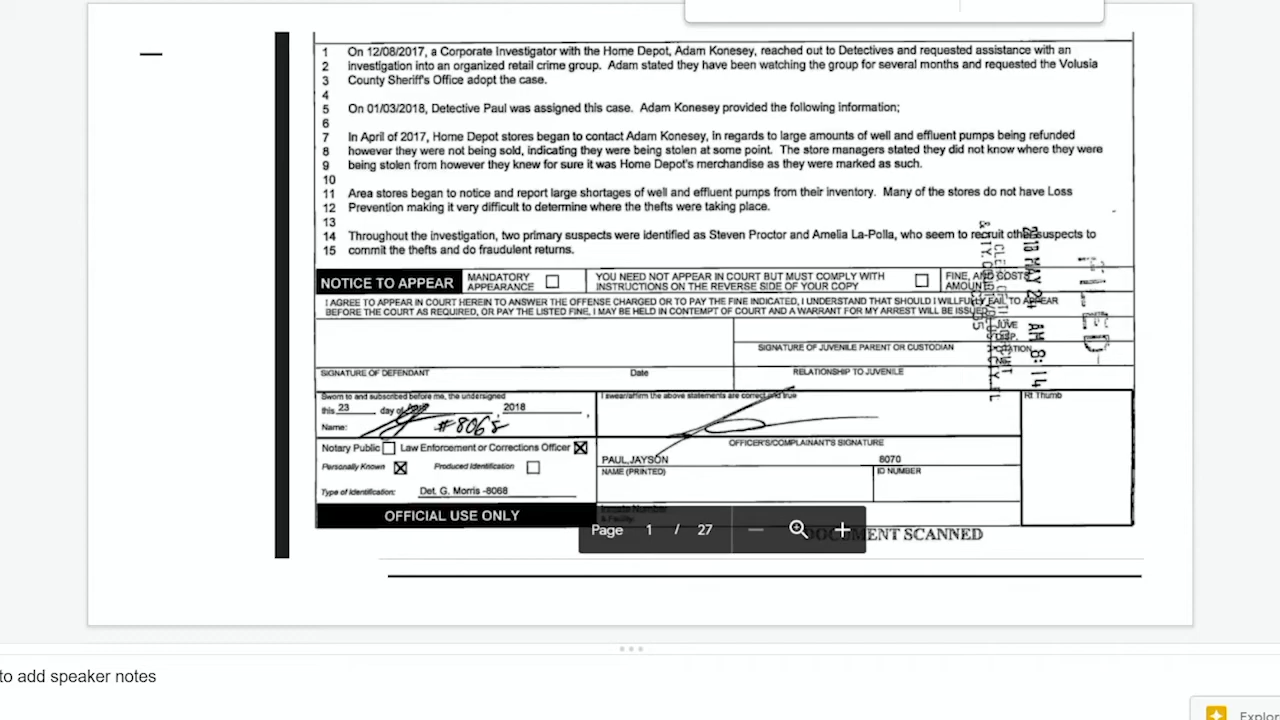 1 On 12/08/2017, a Corporate Investigator with the Home Depot, Adam Konesey, reached out to Detectives and requested assistance with an
2 investigation into an organized retail crime group. Adam stated they have been watching the group for several months and requested the Volusia
3 County Sheriff's Office adopt the case.
4
5 On 01/03/2018, Detective Paul was assigned this case. Adam Konesey provided the following information;
6
7 In April of 2017, Home Depot stores began to contact Adam Konesey, in regards to large amounts of well and effluent pumps being refunded
8 however they were not being sold, indicating they were being stolen at some point. The store managers stated they did not know where they were
9 being stolen from however they knew for sure it was Home Depot's merchandise as they were marked as such.
10
11 Area stores began to notice and report large shortages of well and effluent pumps from their inventory. Many of the stores do not have Loss
12 Prevention making it very difficult to determine where the thefts were taking place.
13
14 Throughout the investigation, two primary suspects were identified as Steven Proctor and Amelia La-Polla, who seem to recruit other suspects to
15 commit the thefts and do fraudulent returns.
NOTICE TO APPEAR
MANDATORY APPEARANCE
YOU NEED NOT APPEAR IN COURT BUT MUST COMPLY WITH
INSTRUCTIONS ON THE REVERSE SIDE OF YOUR COPY
FINE, AND COSTS
AMOUNT
I AGREE TO APPEAR IN COURT HEREIN TO ANSWER THE OFFENSE CHARGED OR TO PAY THE FINE INDICATED, I UNDERSTAND THAT SHOULD I WILLFULLY FAIL TO APPEAR
BEFORE THE COURT AS REQUIRED, OR PAY THE LISTED FINE, I MAY BE HELD IN CONTEMPT OF COURT AND A WARRANT FOR MY ARREST WILL BE ISSUED
FILED
2018 MAY 24 AM 8:14
SIGNATURE OF JUVENILE PARENT OR CUSTODIAN
SIGNATURE OF DEFENDANT Date
RELATIONSHIP TO JUVENILE
Sworn to and subscribed before me, the undersigned
this 23 day of April, 2018,
Name: #8068
I swear/affirm the above statements are correct and true
Rt Thumb
OFFICER'S/COMPLAINANT'S SIGNATURE
Notary Public Law Enforcement or Corrections Officer
PAUL,JAYSON 8070
NAME (PRINTED) ID NUMBER
Personally Known Produced Identification
Type of Identification: Det. G. Morris -8068
OFFICIAL USE ONLY
Page 1 / 27
DOCUMENT SCANNED
to add speaker notes
Explor